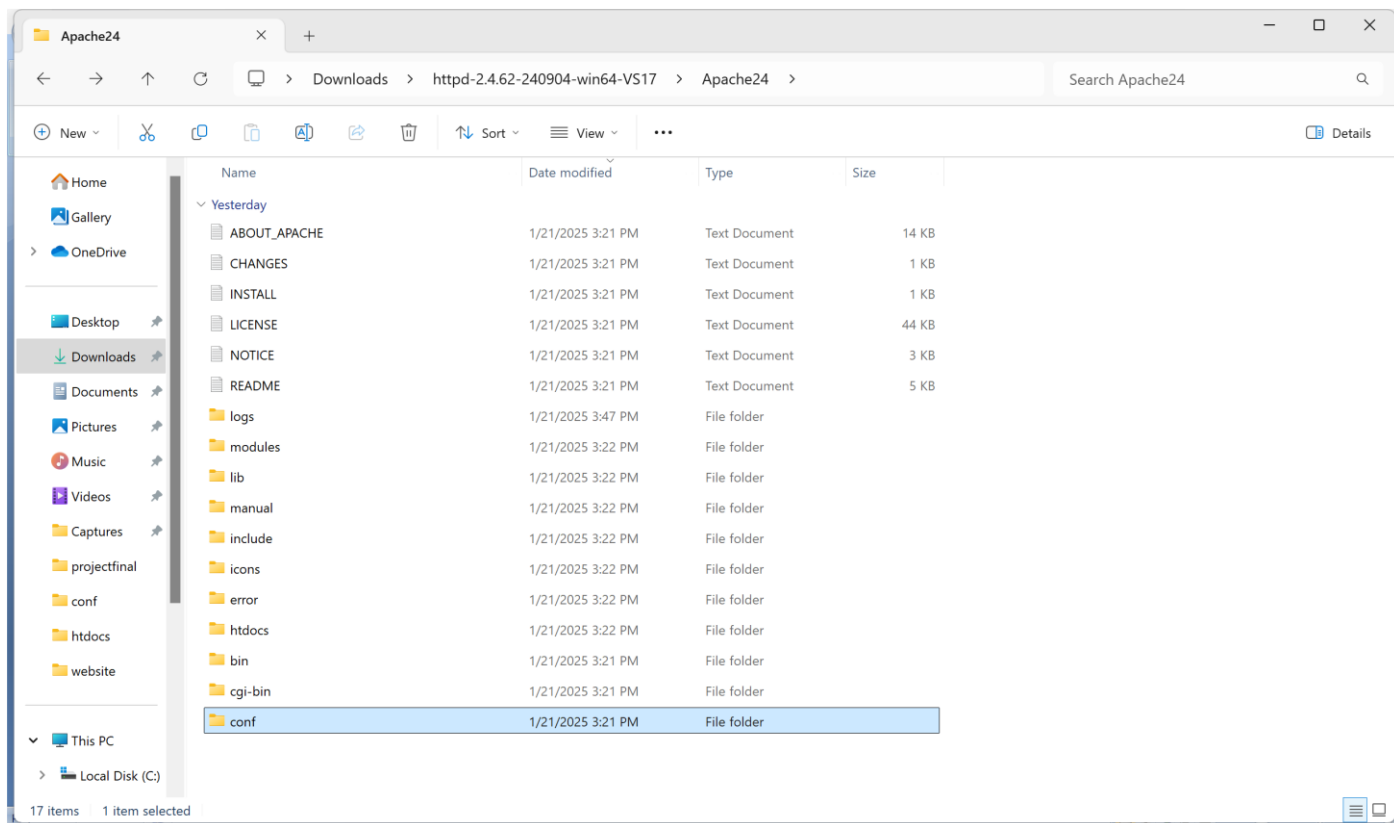 Apache24
Downloads > httpd-2.4.62-240904-win64-VS17 > Apache24 >
Search Apache24
New
Sort
View
Details
Home
Gallery
OneDrive
Desktop
Downloads
Documents
Pictures
Music
Videos
Captures
projectfinal
conf
htdocs
website
This PC
Local Disk (C:)
Name Date modified Type Size
Yesterday
ABOUT_APACHE 1/21/2025 3:21 PM Text Document 14 KB
CHANGES 1/21/2025 3:21 PM Text Document 1 KB
INSTALL 1/21/2025 3:21 PM Text Document 1 KB
LICENSE 1/21/2025 3:21 PM Text Document 44 KB
NOTICE 1/21/2025 3:21 PM Text Document 3 KB
README 1/21/2025 3:21 PM Text Document 5 KB
logs 1/21/2025 3:47 PM File folder
modules 1/21/2025 3:22 PM File folder
lib 1/21/2025 3:22 PM File folder
manual 1/21/2025 3:22 PM File folder
include 1/21/2025 3:22 PM File folder
icons 1/21/2025 3:22 PM File folder
error 1/21/2025 3:22 PM File folder
htdocs 1/21/2025 3:22 PM File folder
bin 1/21/2025 3:21 PM File folder
cgi-bin 1/21/2025 3:21 PM File folder
conf 1/21/2025 3:21 PM File folder
17 items 1 item selected